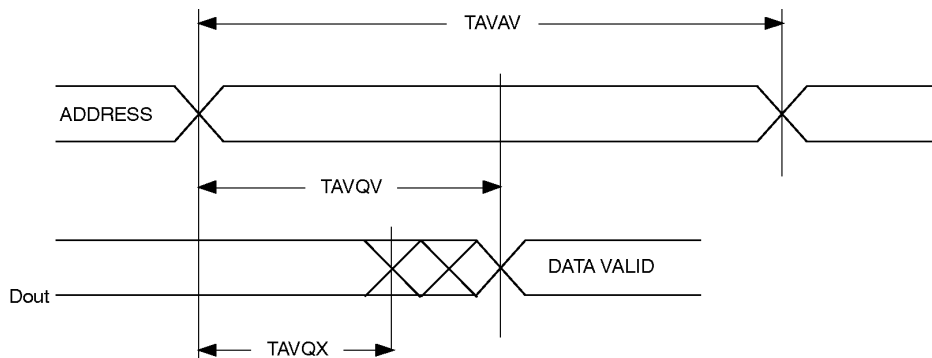 TAVAV
ADDRESS
TAVQV
DATA VALID
Dout
TAVQX